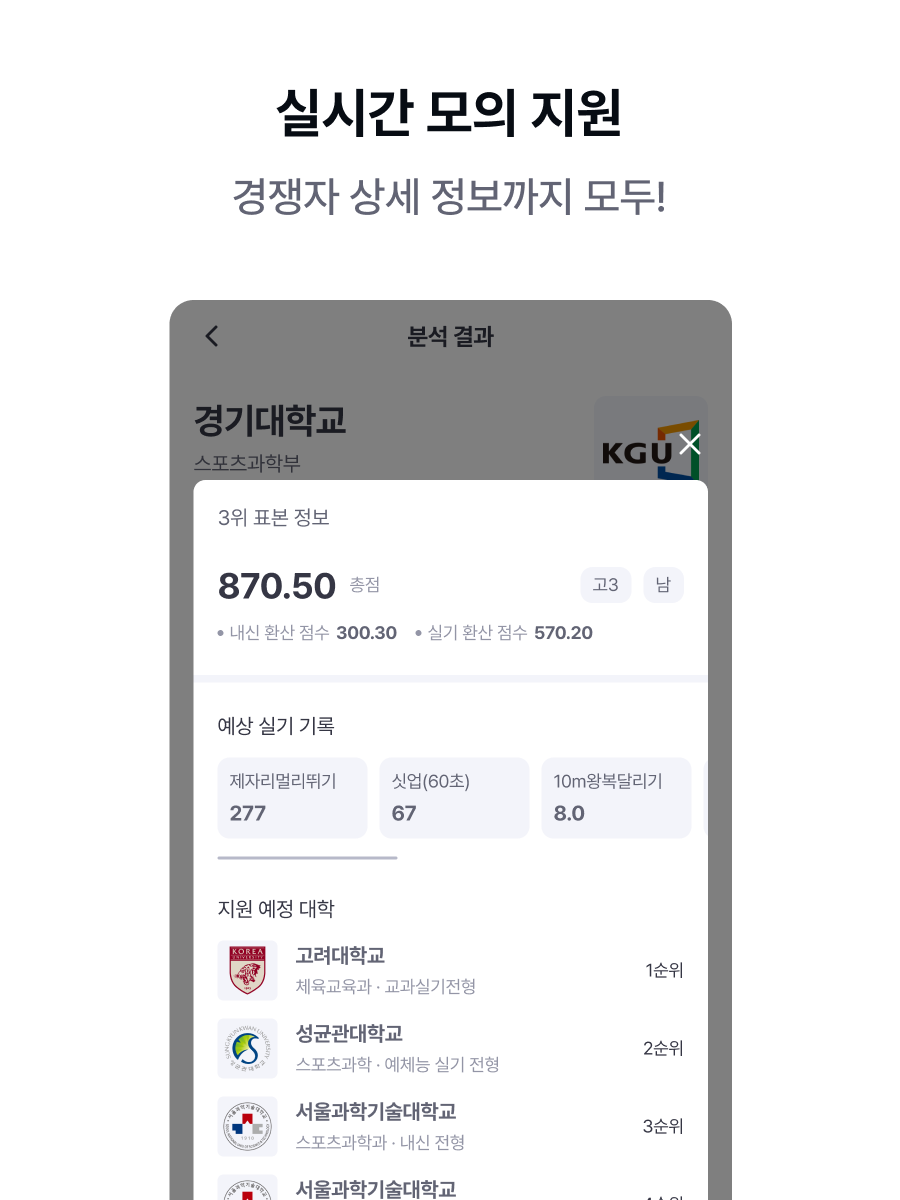 실시간 모의 지원
경쟁자 상세 정보까지 모두!
분석 결과
경기대학교
스포츠과학부
KGU
3위 표본 정보
870.50 총점 고3 남
• 내신 환산 점수 300.30 • 실기 환산 점수 570.20
예상 실기 기록
제자리멀리뛰기 싯업(60초) 10m왕복달리기
277 67 8.0
지원 예정 대학
KOREA
UNIVERSITY
고려대학교
체육교육과 · 교과실기전형
1순위
성균관대학교
스포츠과학 · 예체능 실기 전형
2순위
서울과학기술대학교
스포츠과학과 · 내신 전형
3순위
서울과학기술대학교